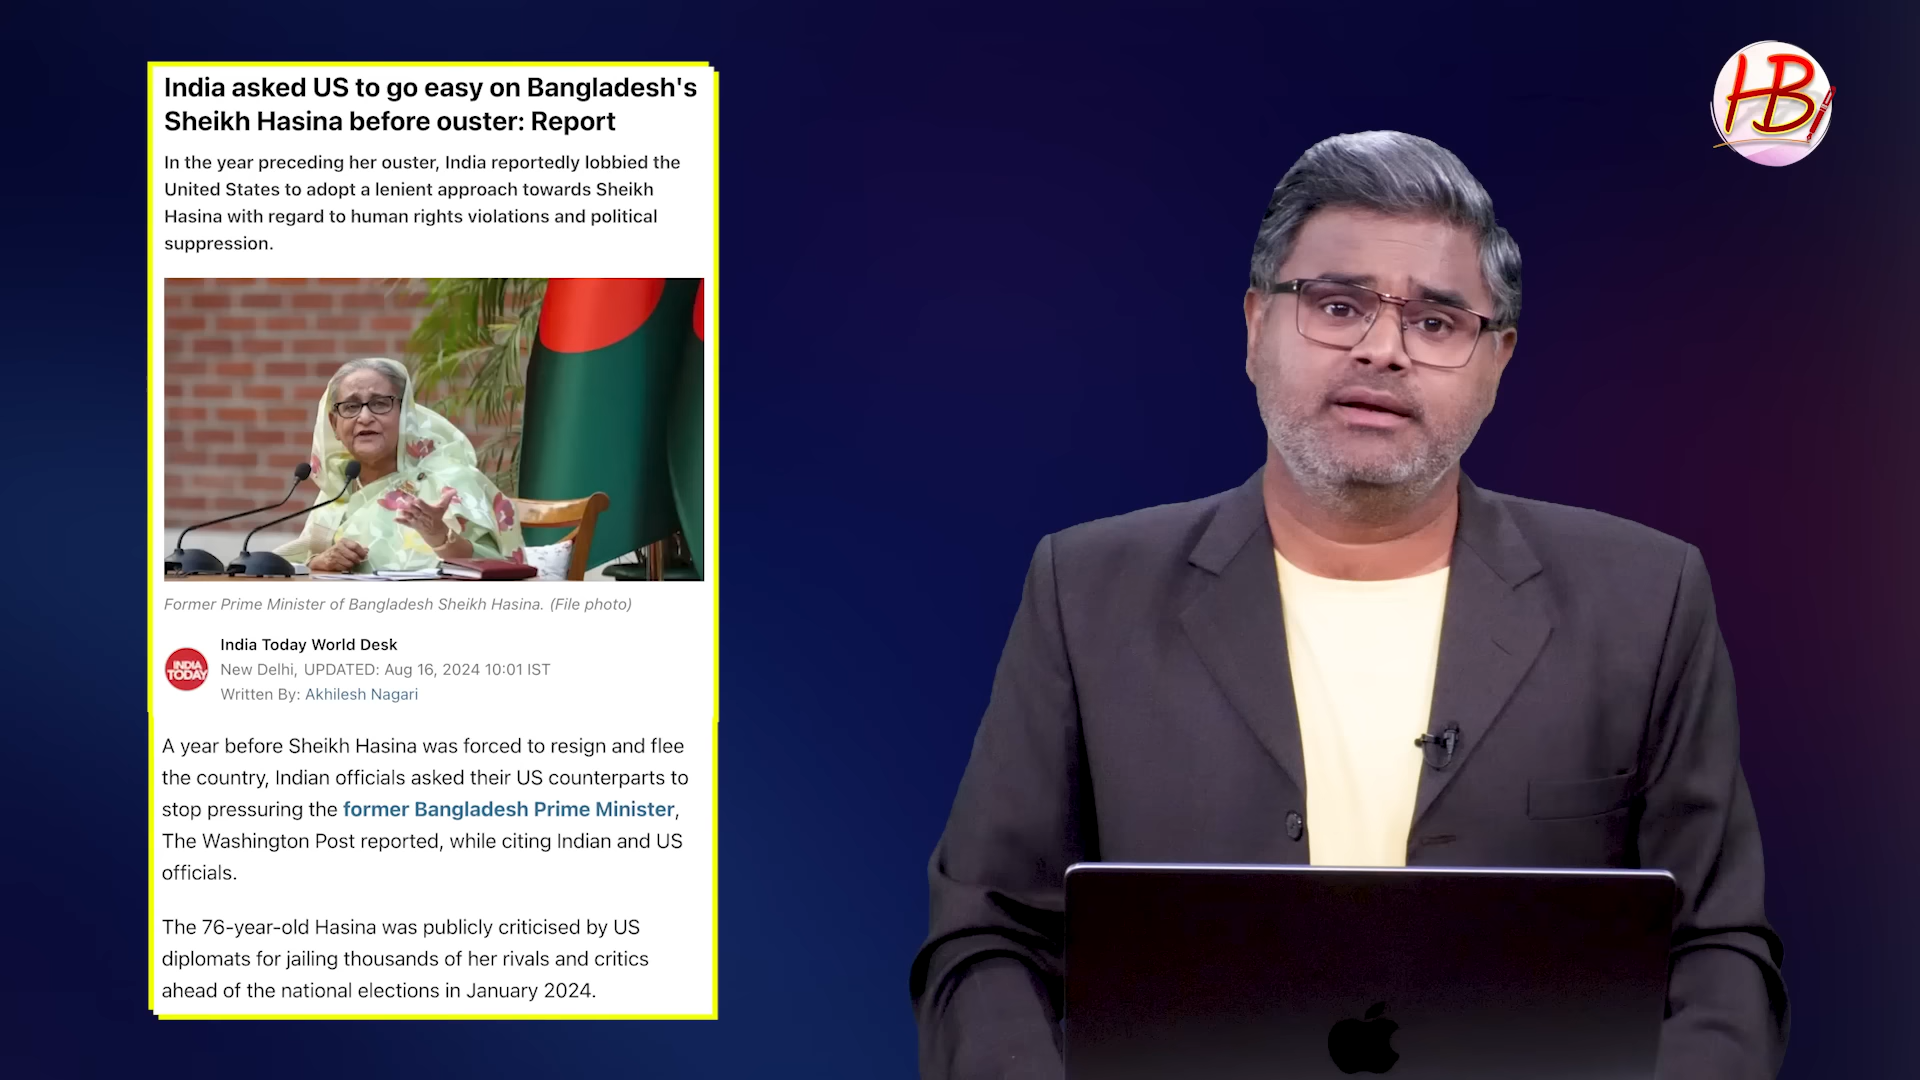 India asked US to go easy on Bangladesh's
Sheikh Hasina before ouster: Report
In the year preceding her ouster, India reportedly lobbied the
United States to adopt a lenient approach towards Sheikh
Hasina with regard to human rights violations and political
suppression.
Former Prime Minister of Bangladesh Sheikh Hasina. (File photo)
INDIA
TODAY
India Today World Desk
New Delhi, UPDATED: Aug 16, 2024 10:01 IST
Written By: Akhilesh Nagari
A year before Sheikh Hasina was forced to resign and flee
the country, Indian officials asked their US counterparts to
stop pressuring the former Bangladesh Prime Minister,
The Washington Post reported, while citing Indian and US
officials.
The 76-year-old Hasina was publicly criticised by US
diplomats for jailing thousands of her rivals and critics
ahead of the national elections in January 2024.
HB